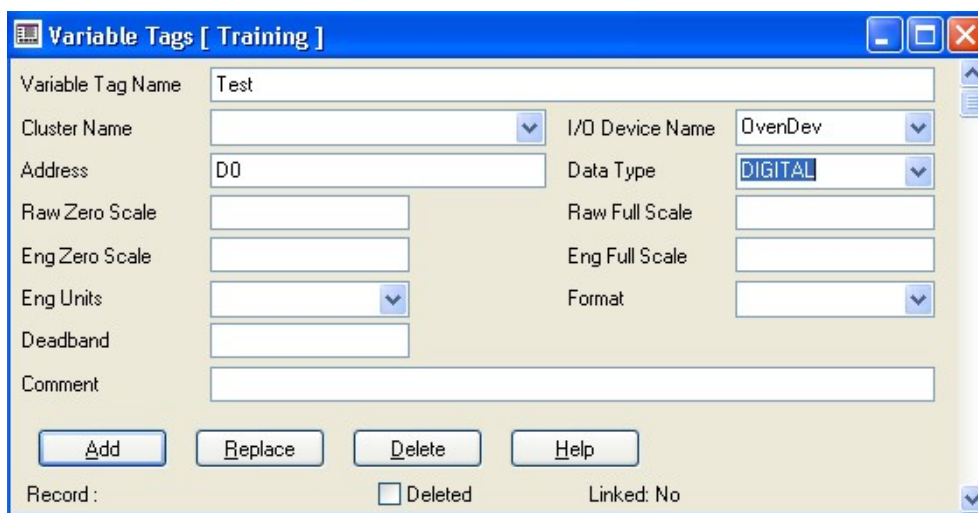 Variable Tags [ Training ]
Variable Tag Name Test
Cluster Name I/O Device Name OvenDev
Address D0 Data Type DIGITAL
Raw Zero Scale Raw Full Scale
Eng Zero Scale Eng Full Scale
Eng Units Format
Deadband
Comment
Add Replace Delete Help
Record : Deleted Linked: No